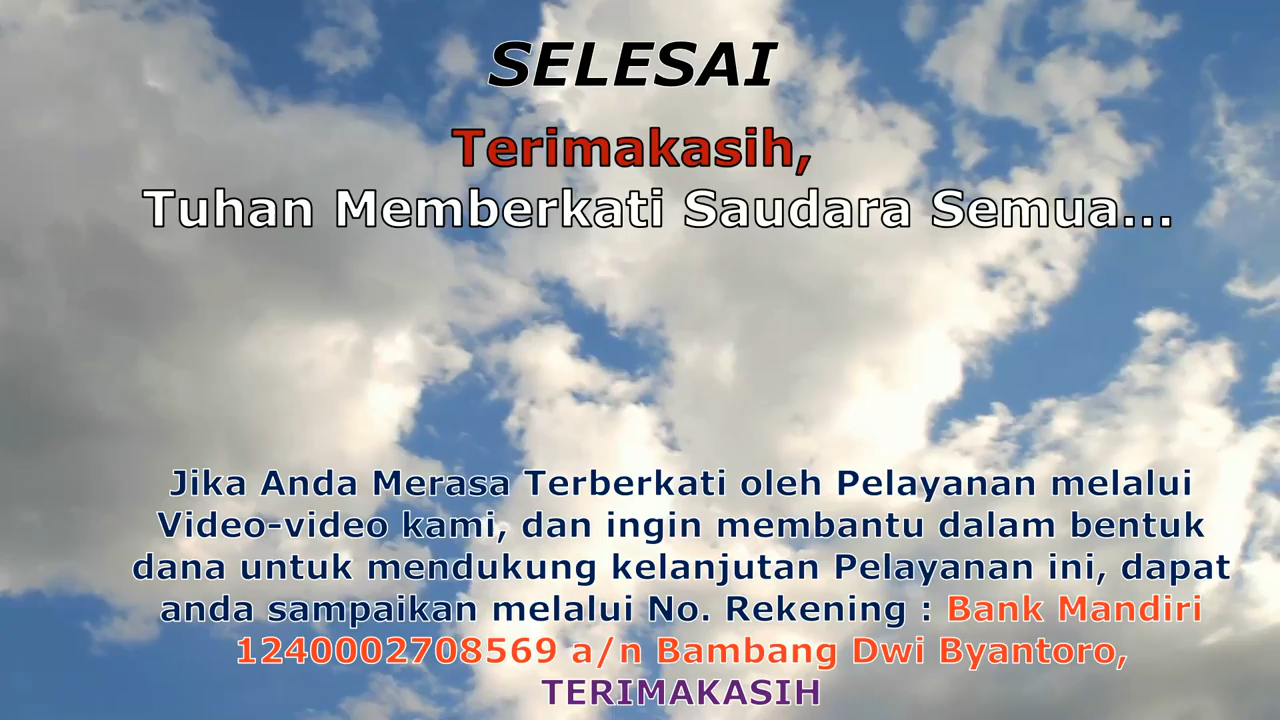 SELESAI
Terimakasih,
Tuhan Memberkati Saudara Semua...
Jika Anda Merasa Terberkati oleh Pelayanan melalui
Video-video kami, dan ingin membantu dalam bentuk
dana untuk mendukung kelanjutan Pelayanan ini, dapat
anda sampaikan melalui No. Rekening : Bank Mandiri
1240002708569 a/n Bambang Dwi Byantoro,
TERIMAKASIH